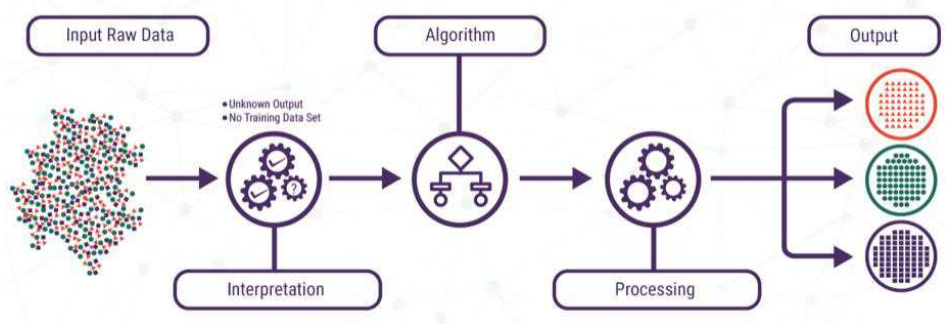 Input Raw Data
Algorithm
Output
• Unknown Output
• No Training Data Set
?
Interpretation
Processing